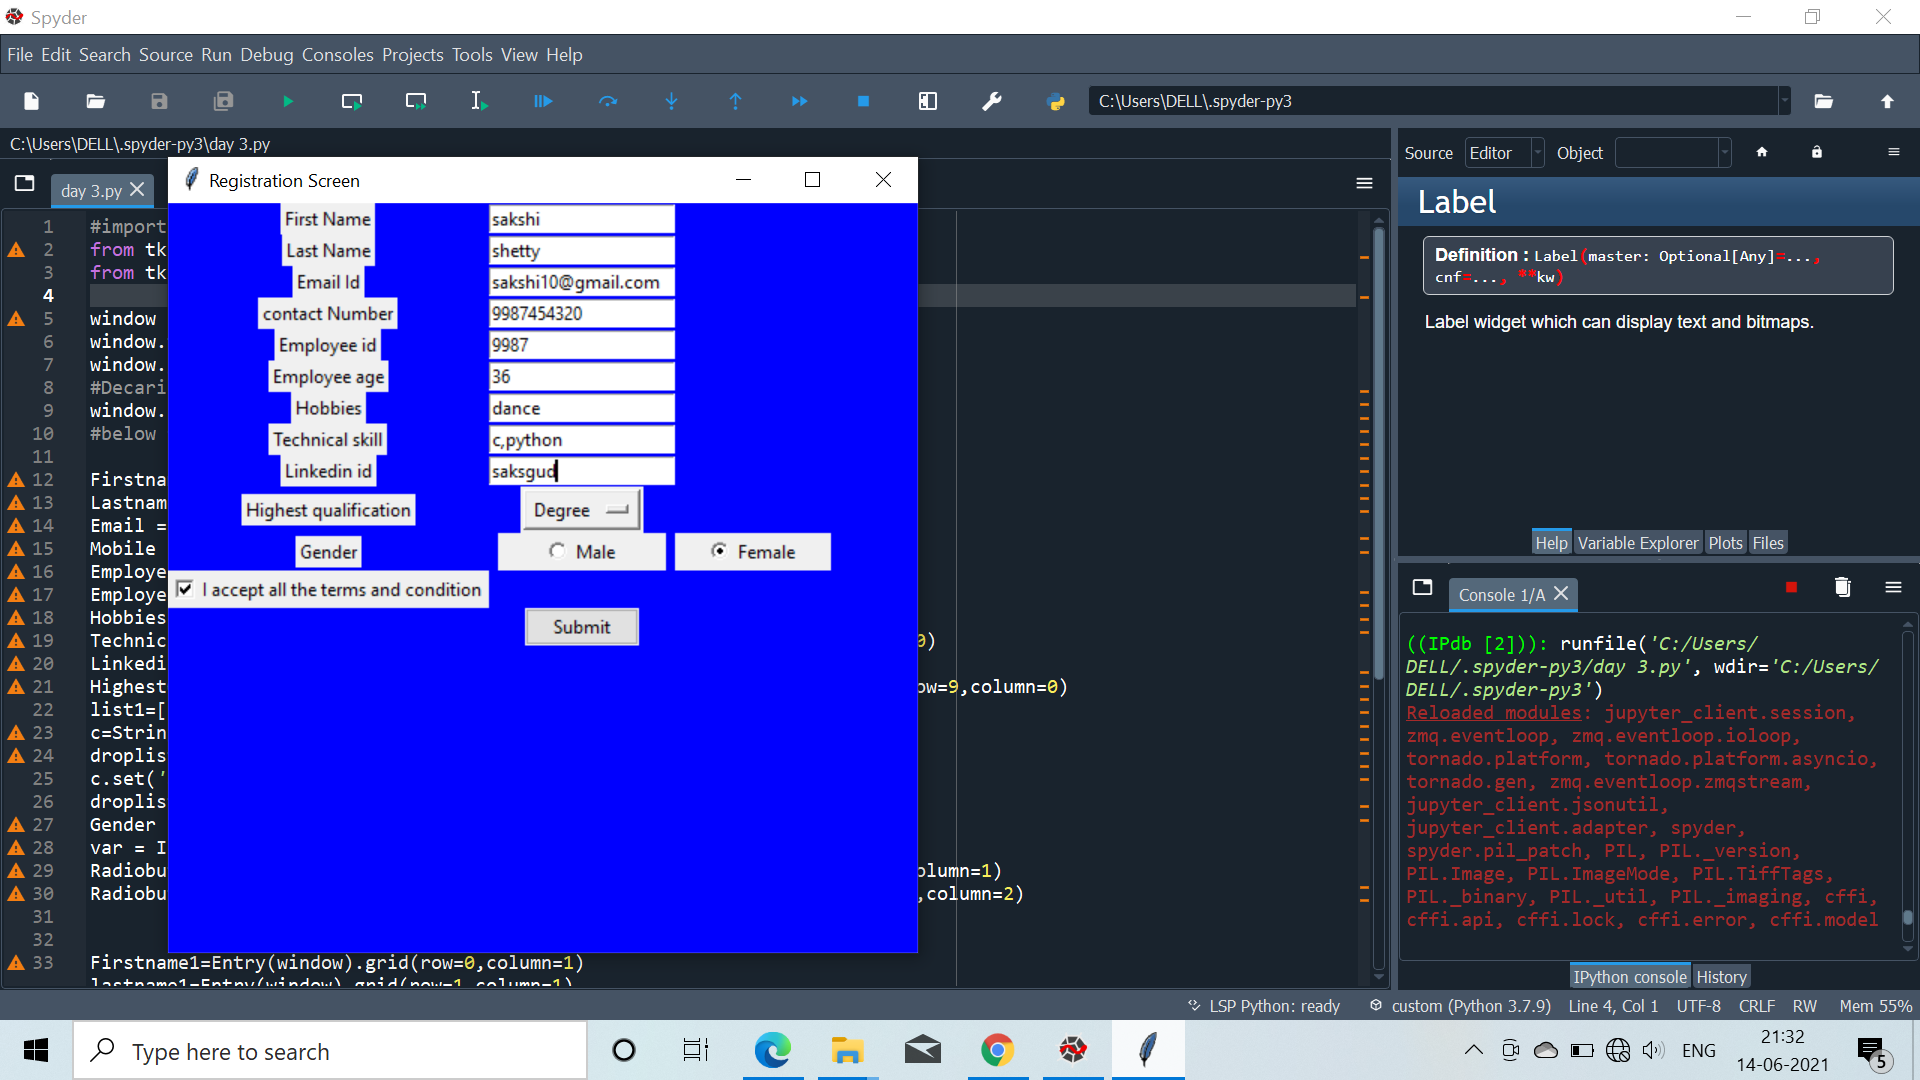 Spyder
File Edit Search Source Run Debug Consoles Projects Tools View Help
C:\Users\DELL\.spyder-py3
C:\Users\DELL\.spyder-py3\day 3.py
day 3.py
1 #import
2 from tk
3 from tk
4
5 window
6 window.
7 window.
8 #Decari
9 window.
10 #below
11
12 Firstna
13 Lastnam
14 Email =
15 Mobile
16 Employe
17 Employe
18 Hobbies
19 Technic 0)
20 Linkedi
21 Highest ow=9,column=0)
22 list1=[
23 c=Strin
24 droplis
25 c.set('
26 droplis
27 Gender
28 var = I
29 Radiobu olumn=1)
30 Radiobu ,column=2)
31
32
33 Firstname1=Entry(window).grid(row=0,column=1)
lastname1=Entry(window).grid(row=1,column=1)
Registration Screen
First Name sakshi
Last Name shetty
Email Id sakshi10@gmail.com
contact Number 9987454320
Employee id 9987
Employee age 36
Hobbies dance
Technical skill c,python
Linkedin id saksgud
Highest qualification Degree
Gender Male Female
I accept all the terms and condition
Submit
Source Editor Object
Label
Definition : Label(master: Optional[Any]=...,
cnf=..., **kw)
Label widget which can display text and bitmaps.
Help Variable Explorer Plots Files
Console 1/A
((IPdb [2])): runfile('C:/Users/
DELL/.spyder-py3/day 3.py', wdir='C:/Users/
DELL/.spyder-py3')
Reloaded modules: jupyter_client.session,
zmq.eventloop, zmq.eventloop.ioloop,
tornado.platform, tornado.platform.asyncio,
tornado.gen, zmq.eventloop.zmqstream,
jupyter_client.jsonutil,
jupyter_client.adapter, spyder,
spyder.pil_patch, PIL, PIL._version,
PIL.Image, PIL.ImageMode, PIL.TiffTags,
PIL._binary, PIL._util, PIL._imaging, cffi,
cffi.api, cffi.lock, cffi.error, cffi.model
IPython console History
LSP Python: ready custom (Python 3.7.9) Line 4, Col 1 UTF-8 CRLF RW Mem 55%
Type here to search
ENG
21:32
14-06-2021
5